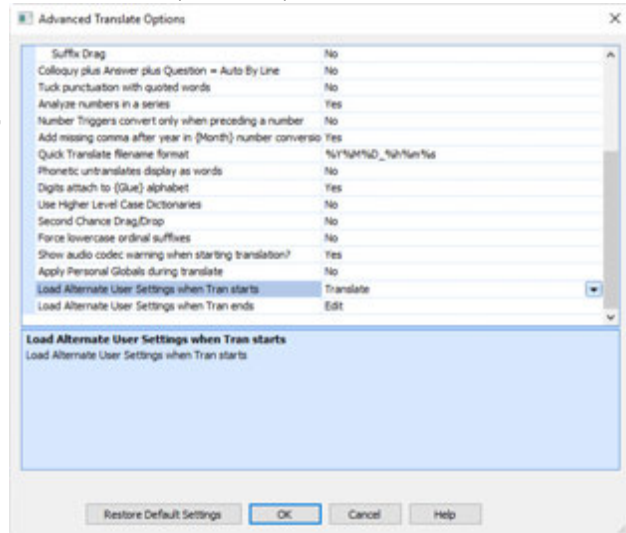 Advanced Translate Options
Suffix Drag No
Colloquy plus Answer plus Question = Auto By Line No
Tuck punctuation with quoted words No
Analyze numbers in a series Yes
Number Triggers convert only when preceding a number No
Add missing comma after year in {Month} number conversio Yes
Quick Translate filename format %Y%M%D_%h%m%s
Phonetic untranslates display as words No
Digits attach to {Glue} alphabet Yes
Use Higher Level Case Dictionaries No
Second Chance Drag/Drop No
Force lowercase ordinal suffixes No
Show audio codec warning when starting translation? Yes
Apply Personal Globals during translate No
Load Alternate User Settings when Tran starts Translate
Load Alternate User Settings when Tran ends Edit
Load Alternate User Settings when Tran starts
Load Alternate User Settings when Tran starts
Restore Default Settings OK Cancel Help